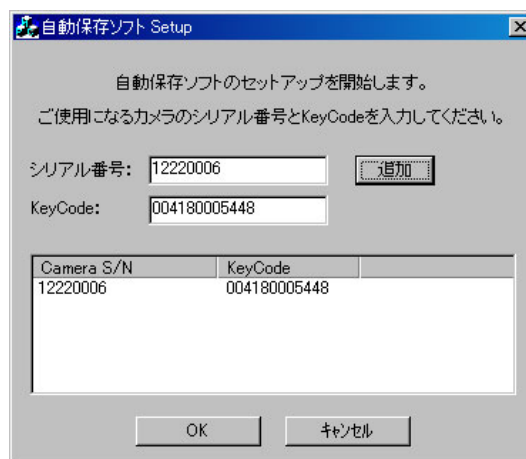 自動保存ソフト Setup
自動保存ソフトのセットアップを開始します。
ご使用になるカメラのシリアル番号とKeyCodeを入力してください。
シリアル番号: 12220006 追加
KeyCode: 004180005448
Camera S/N KeyCode
12220006 004180005448
OK キャンセル